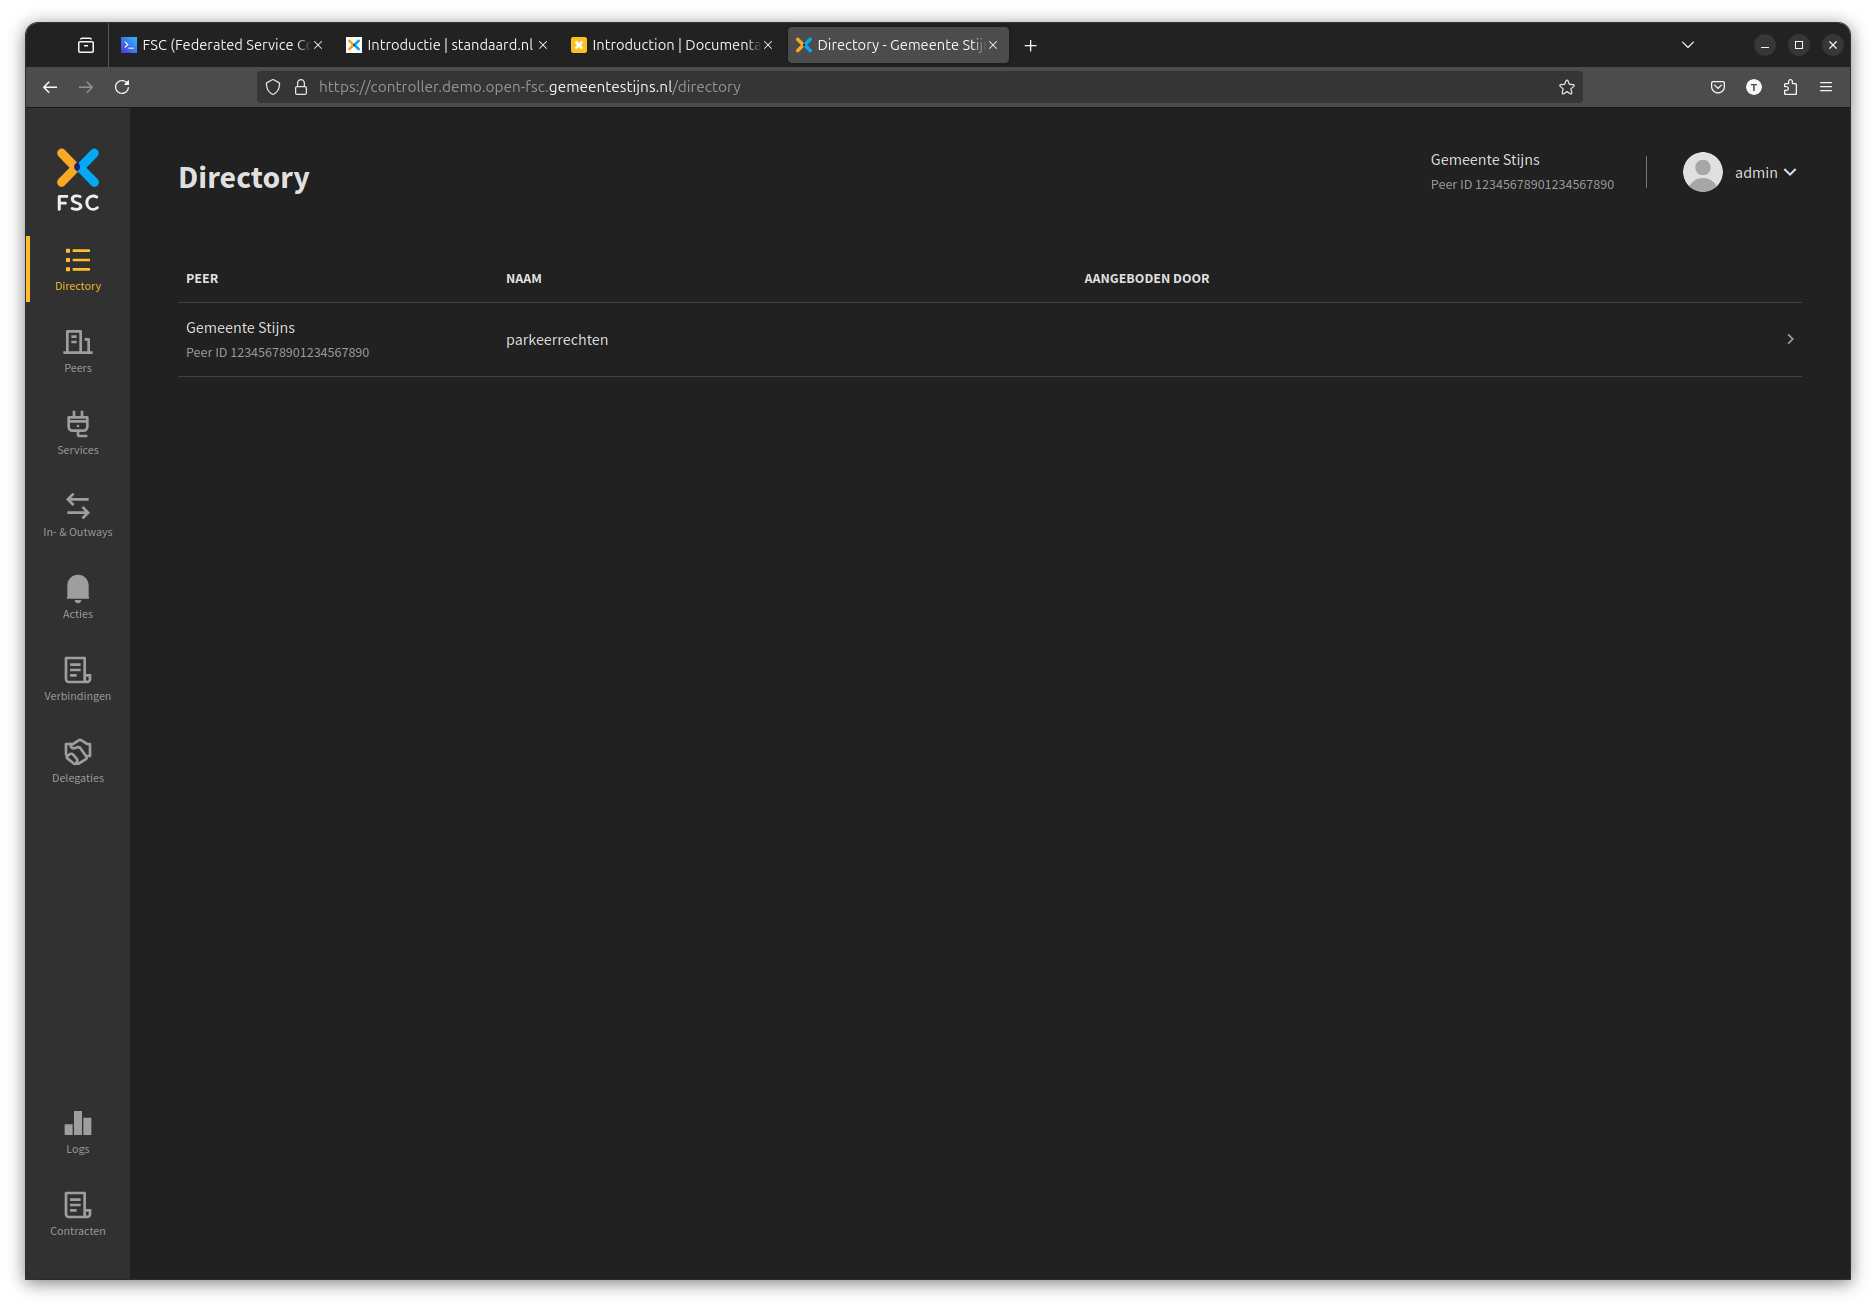 FSC (Federated Service C
Introductie | standaard.nl
Introduction | Documenta
Directory - Gemeente Stij
https://controller.demo.open-fsc.gemeentestijns.nl/directory
FSC
Directory
Peers
Services
In- & Outways
Acties
Verbindingen
Delegaties
Logs
Contracten
Directory
Gemeente Stijns
Peer ID 12345678901234567890
admin
PEER NAAM AANGEBODEN DOOR
Gemeente Stijns
Peer ID 12345678901234567890
parkeerrechten
T